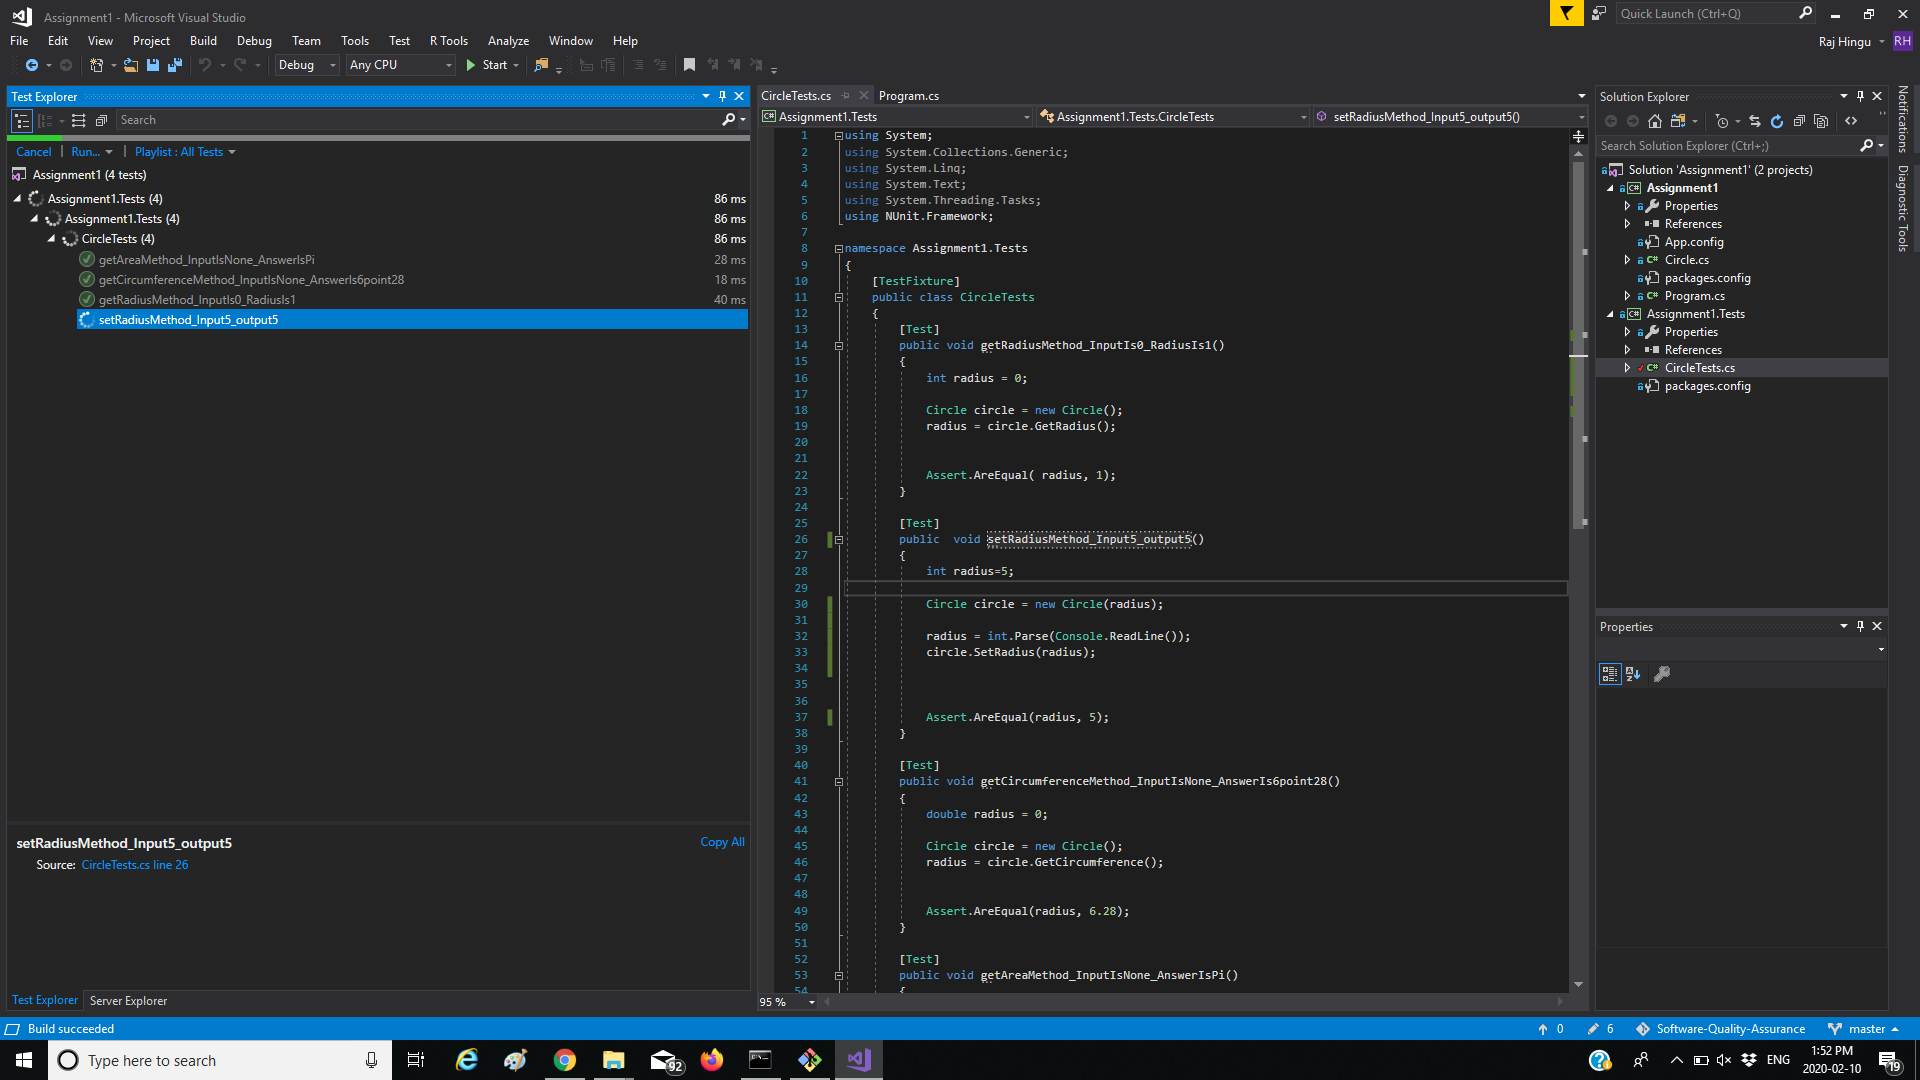 Assignment1 - Microsoft Visual Studio
Quick Launch (Ctrl+Q)
File Edit View Project Build Debug Team Tools Test R Tools Analyze Window Help
Raj Hingu RH
Debug Any CPU Start
Test Explorer
Search
Cancel Run... Playlist : All Tests
Assignment1 (4 tests)
Assignment1.Tests (4) 86 ms
Assignment1.Tests (4) 86 ms
CircleTests (4) 86 ms
getAreaMethod_InputIsNone_AnswerIsPi 28 ms
getCircumferenceMethod_InputIsNone_AnswerIs6point28 18 ms
getRadiusMethod_InputIs0_RadiusIs1 40 ms
setRadiusMethod_Input5_output5
setRadiusMethod_Input5_output5
Copy All
Source: CircleTests.cs line 26
Test Explorer Server Explorer
CircleTests.cs Program.cs
C# Assignment1.Tests Assignment1.Tests.CircleTests setRadiusMethod_Input5_output5()
1 using System;
2 using System.Collections.Generic;
3 using System.Linq;
4 using System.Text;
5 using System.Threading.Tasks;
6 using NUnit.Framework;
7
8 namespace Assignment1.Tests
9 {
10 [TestFixture]
11 public class CircleTests
12 {
13 [Test]
14 public void getRadiusMethod_InputIs0_RadiusIs1()
15 {
16 int radius = 0;
17
18 Circle circle = new Circle();
19 radius = circle.GetRadius();
20
21
22 Assert.AreEqual( radius, 1);
23 }
24
25 [Test]
26 public  void setRadiusMethod_Input5_output5()
27 {
28 int radius=5;
29
30 Circle circle = new Circle(radius);
31
32 radius = int.Parse(Console.ReadLine());
33 circle.SetRadius(radius);
34
35
36
37 Assert.AreEqual(radius, 5);
38 }
39
40 [Test]
41 public void getCircumferenceMethod_InputIsNone_AnswerIs6point28()
42 {
43 double radius = 0;
44
45 Circle circle = new Circle();
46 radius = circle.GetCircumference();
47
48
49 Assert.AreEqual(radius, 6.28);
50 }
51
52 [Test]
53 public void getAreaMethod_InputIsNone_AnswerIsPi()
54 {
95 %
Solution Explorer
Search Solution Explorer (Ctrl+;)
Solution 'Assignment1' (2 projects)
C# Assignment1
Properties
References
App.config
C# Circle.cs
packages.config
C# Program.cs
C# Assignment1.Tests
Properties
References
C# CircleTests.cs
packages.config
Properties
Notifications
Diagnostic Tools
Build succeeded
0 6 Software-Quality-Assurance master
Type here to search
92
ENG
1:52 PM
2020-02-10
19